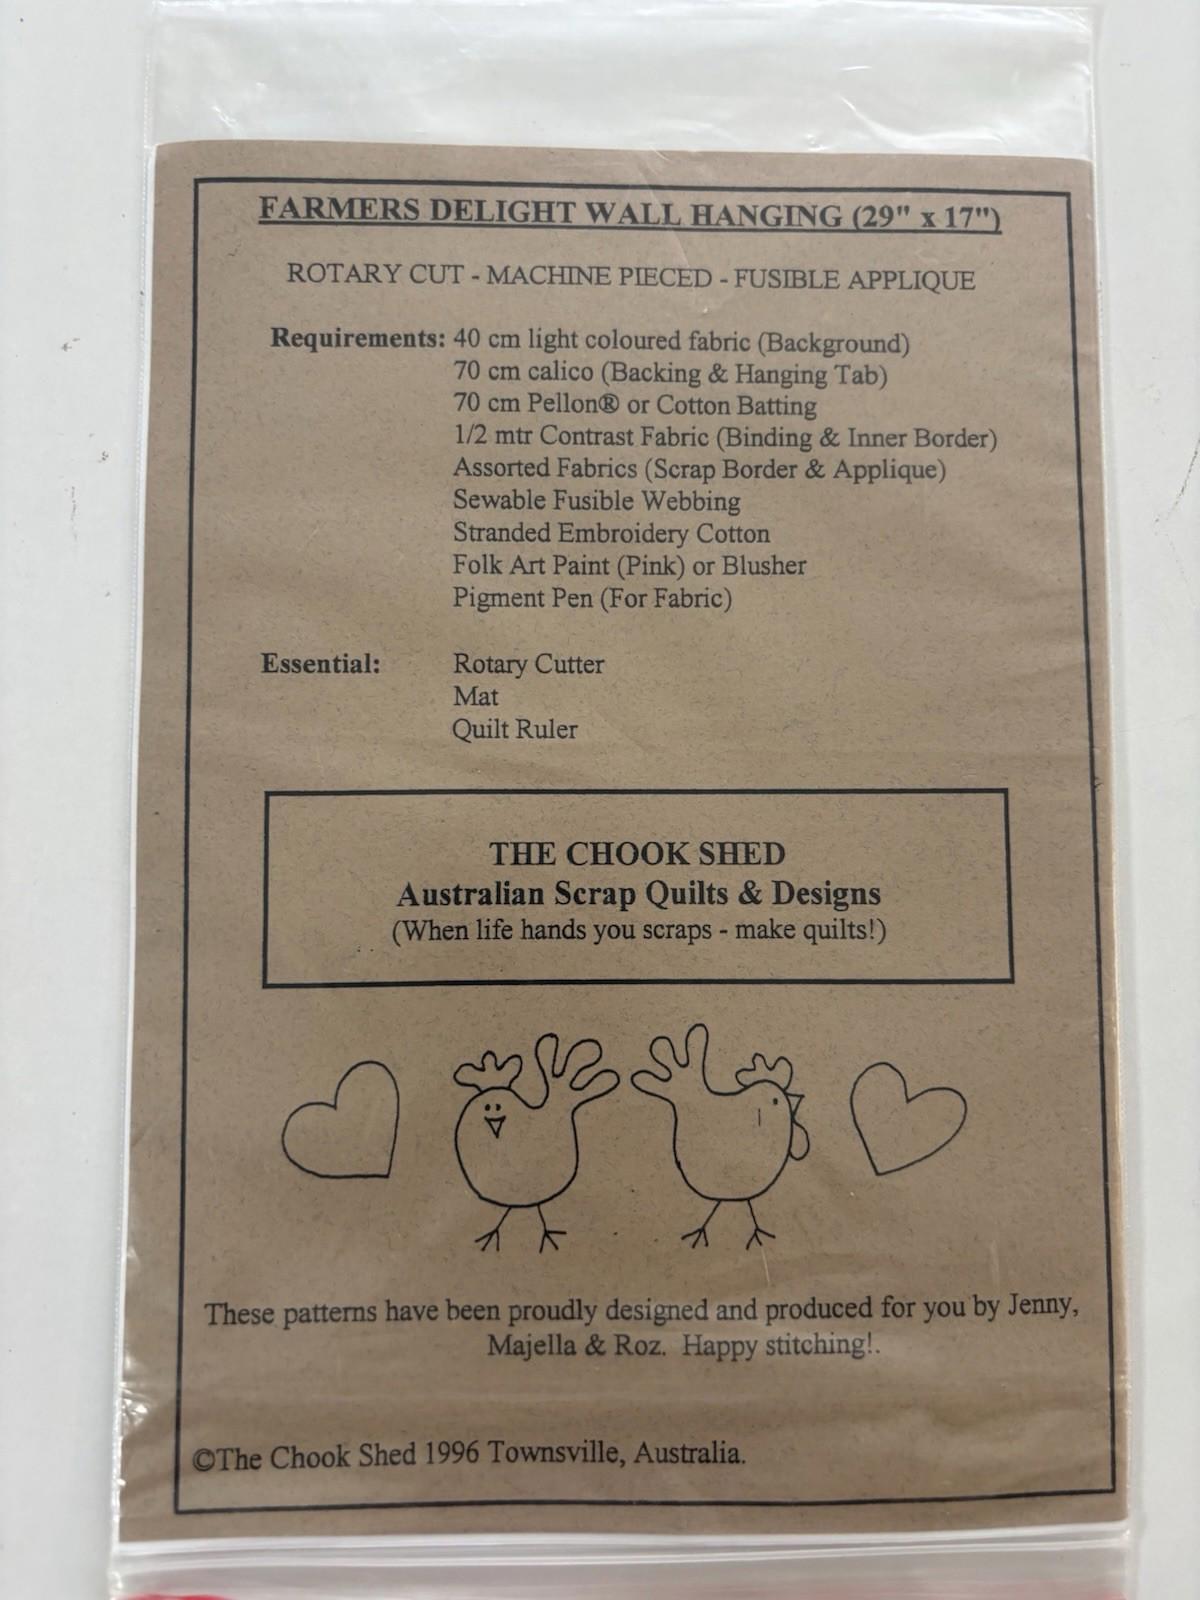 FARMERS DELIGHT WALL HANGING (29" x 17")
ROTARY CUT - MACHINE PIECED - FUSIBLE APPLIQUE
Requirements: 40 cm light coloured fabric (Background)
70 cm calico (Backing & Hanging Tab)
70 cm Pellon® or Cotton Batting
1/2 mtr Contrast Fabric (Binding & Inner Border)
Assorted Fabrics (Scrap Border & Applique)
Sewable Fusible Webbing
Stranded Embroidery Cotton
Folk Art Paint (Pink) or Blusher
Pigment Pen (For Fabric)
Essential: Rotary Cutter
Mat
Quilt Ruler
THE CHOOK SHED
Australian Scrap Quilts & Designs
(When life hands you scraps - make quilts!)
These patterns have been proudly designed and produced for you by Jenny,
Majella & Roz. Happy stitching!.
©The Chook Shed 1996 Townsville, Australia.